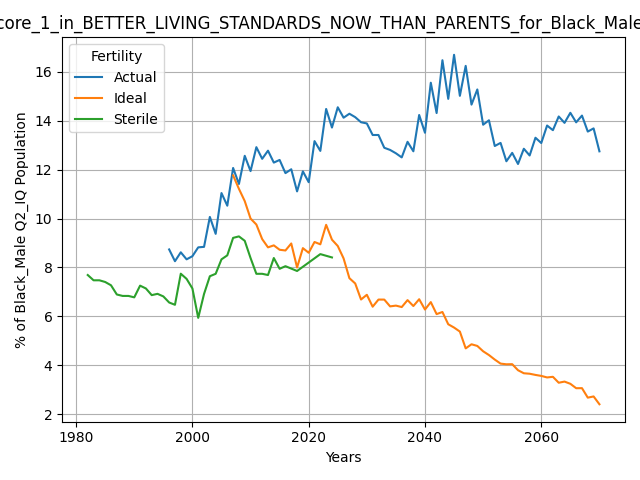 core_1_in_BETTER_LIVING_STANDARDS_NOW_THAN_PARENTS_for_Black_Male
Fertility
Actual
Ideal
Sterile
% of Black_Male Q2_IQ Population
16
14
12
10
8
6
4
2
1980 2000 2020 2040 2060
Years